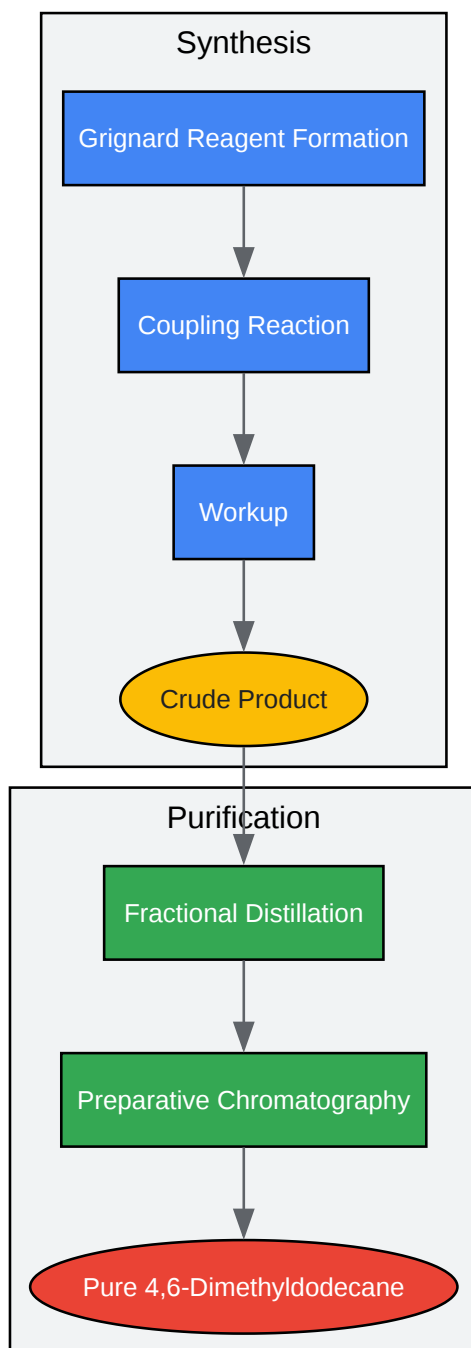 Synthesis
Grignard Reagent Formation
Coupling Reaction
Workup
Crude Product
Purification
Fractional Distillation
Preparative Chromatography
Pure 4,6-Dimethyldodecane